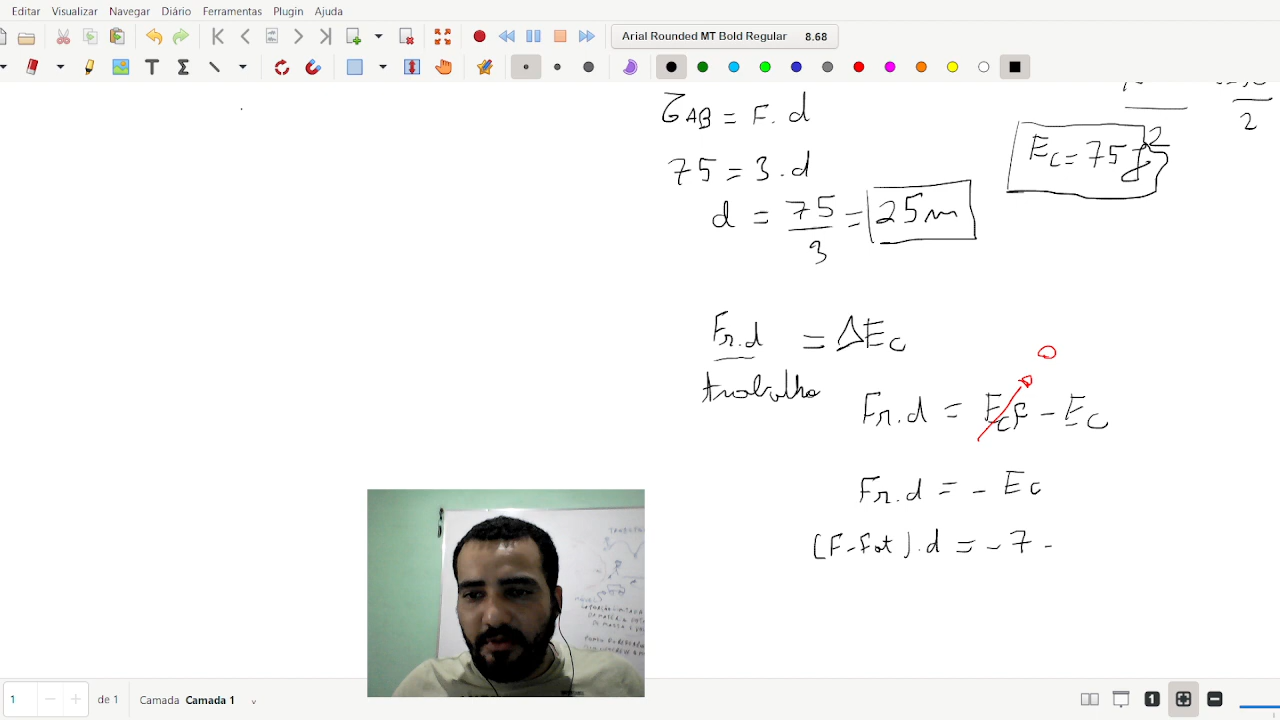 Editar Visualizar Navegar Diário Ferramentas Plugin Ajuda
Arial Rounded MT Bold Regular 8.68
T Σ
2
τAB = F. d
Ec = 75 J
75 = 3 . d
d = 75/3 = 25m
Fr.d = ΔEc
trabalho
0
Fr.d = Ecf - Ec
Fr.d = - Ec
(F-fat).d = - 7 -
1 de 1 Camada Camada 1
1